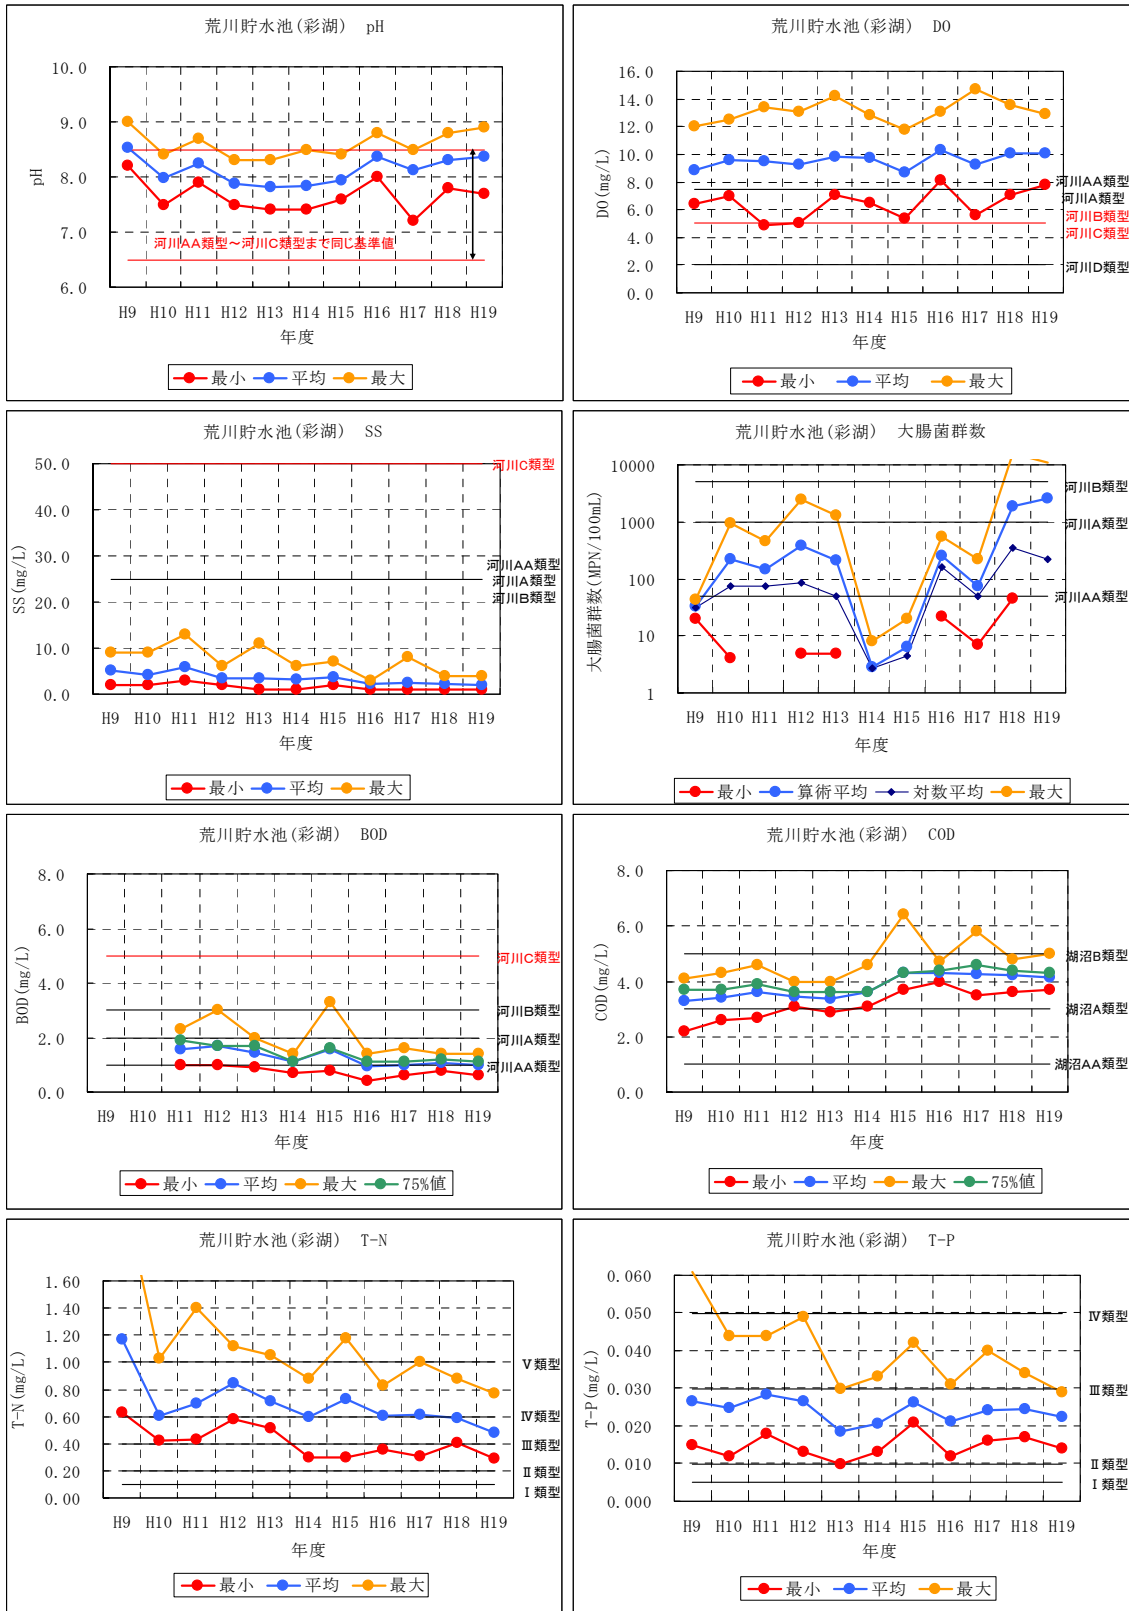 荒川貯水池(彩湖) pH
10.0
9.0
8.0
7.0
6.0
pH
河川AA類型～河川C類型まで同じ基準値
H9 H10 H11 H12 H13 H14 H15 H16 H17 H18 H19
年度
最小 平均 最大
荒川貯水池(彩湖) DO
16.0
14.0
12.0
10.0
8.0
6.0
4.0
2.0
0.0
DO(mg/L)
河川AA類型
河川A類型
河川B類型
河川C類型
河川D類型
H9 H10 H11 H12 H13 H14 H15 H16 H17 H18 H19
年度
最小 平均 最大
荒川貯水池(彩湖) SS
50.0
40.0
30.0
20.0
10.0
0.0
SS(mg/L)
河川C類型
河川AA類型
河川A類型
河川B類型
H9 H10 H11 H12 H13 H14 H15 H16 H17 H18 H19
年度
最小 平均 最大
荒川貯水池(彩湖) 大腸菌群数
10000
1000
100
10
1
大腸菌群数(MPN/100mL)
河川B類型
河川A類型
河川AA類型
H9 H10 H11 H12 H13 H14 H15 H16 H17 H18 H19
年度
最小 算術平均 対数平均 最大
荒川貯水池(彩湖) BOD
8.0
6.0
4.0
2.0
0.0
BOD(mg/L)
河川C類型
河川B類型
河川A類型
河川AA類型
H9 H10 H11 H12 H13 H14 H15 H16 H17 H18 H19
年度
最小 平均 最大 75%値
荒川貯水池(彩湖) COD
8.0
6.0
4.0
2.0
0.0
COD(mg/L)
湖沼B類型
湖沼A類型
湖沼AA類型
H9 H10 H11 H12 H13 H14 H15 H16 H17 H18 H19
年度
最小 平均 最大 75%値
荒川貯水池(彩湖) T-N
1.60
1.40
1.20
1.00
0.80
0.60
0.40
0.20
0.00
T-N(mg/L)
Ⅴ類型
Ⅳ類型
Ⅲ類型
Ⅱ類型
Ⅰ類型
H9 H10 H11 H12 H13 H14 H15 H16 H17 H18 H19
年度
最小 平均 最大
荒川貯水池(彩湖) T-P
0.060
0.050
0.040
0.030
0.020
0.010
0.000
T-P(mg/L)
Ⅳ類型
Ⅲ類型
Ⅱ類型
Ⅰ類型
H9 H10 H11 H12 H13 H14 H15 H16 H17 H18 H19
年度
最小 平均 最大